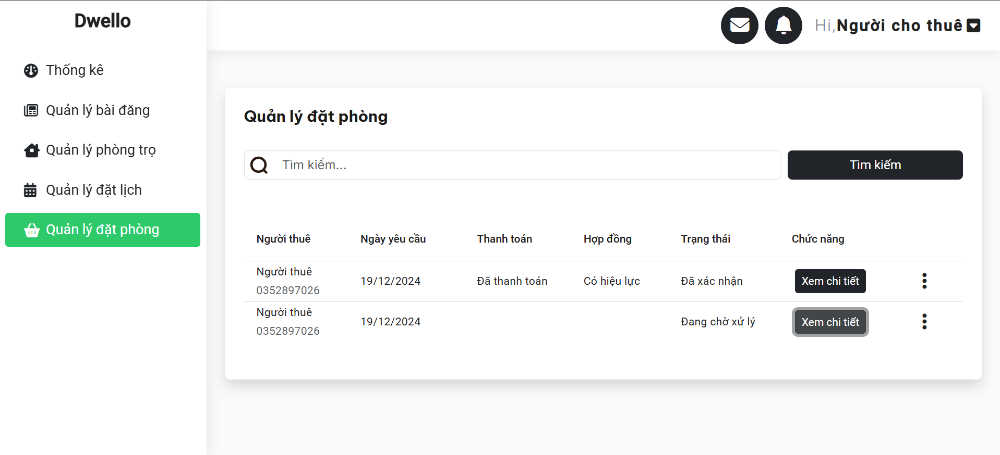 Dwello
Hi,Người cho thuê
Thống kê
Quản lý bài đăng
Quản lý phòng trọ
Quản lý đặt lịch
Quản lý đặt phòng
Quản lý đặt phòng
Tìm kiếm...
Tìm kiếm
Người thuê Ngày yêu cầu Thanh toán Hợp đồng Trạng thái Chức năng
Người thuê
0352897026
19/12/2024 Đã thanh toán Có hiệu lực Đã xác nhận Xem chi tiết
Người thuê
0352897026
19/12/2024 Đang chờ xử lý Xem chi tiết